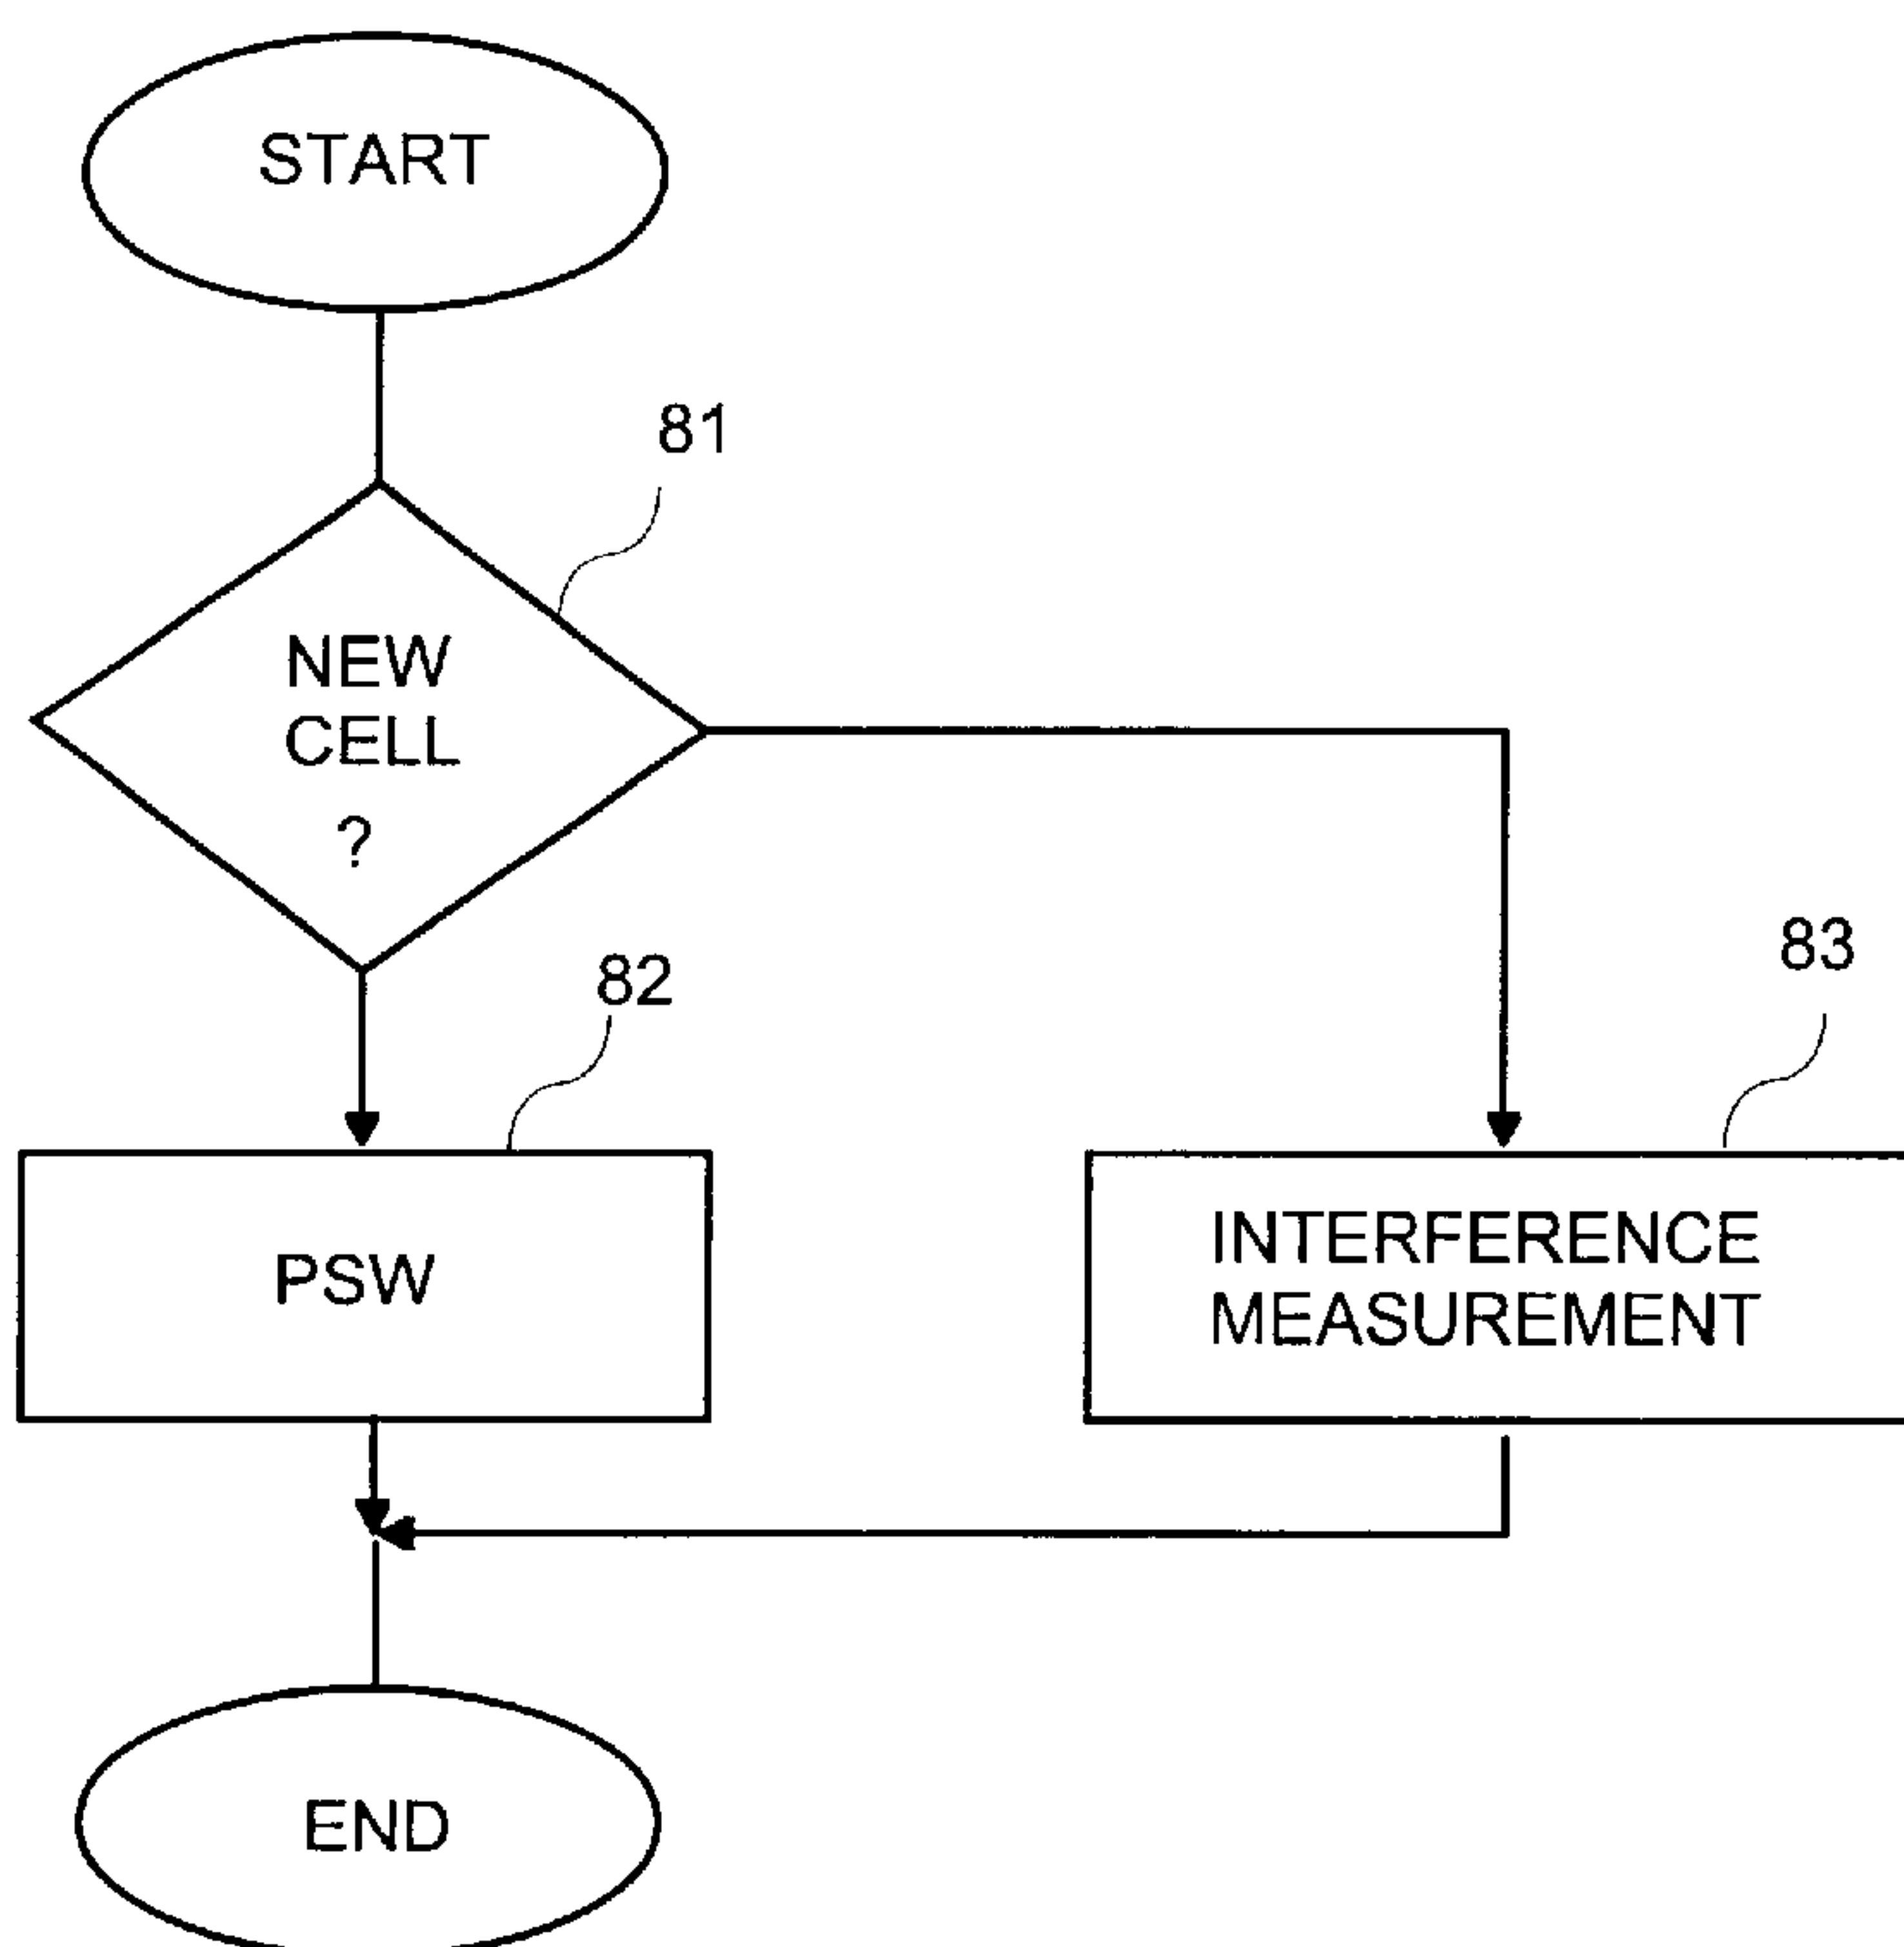 START
81
NEW
CELL
?
82
83
PSW
INTERFERENCE
MEASUREMENT
END